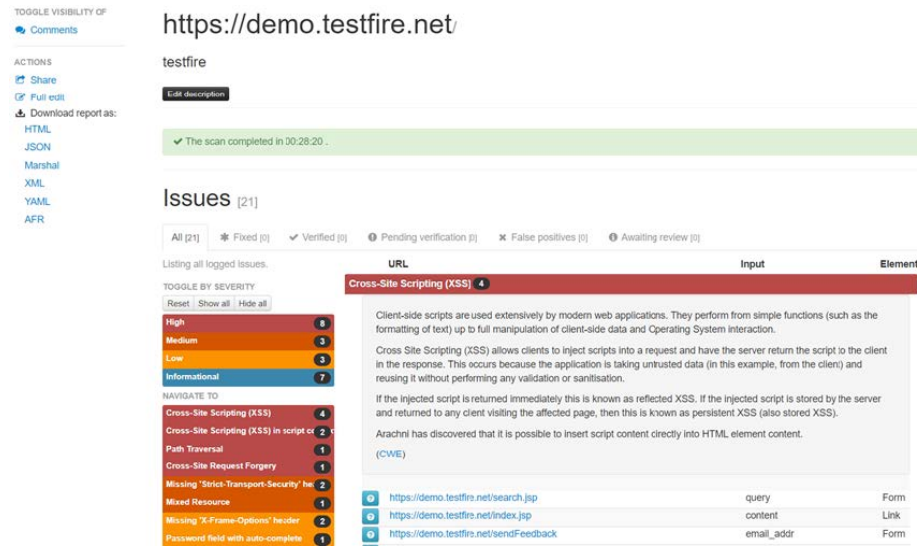 TOGGLE VISIBILITY OF
Comments
ACTIONS
Share
Full edit
Download report as:
HTML
JSON
Marshal
XML
YAML
AFR
https://demo.testfire.net/
testfire
Edit description
The scan completed in 00:28:20 .
Issues [21]
All [21]
Fixed [0]
Verified [0]
Pending verification [0]
False positives [0]
Awaiting review [0]
Listing all logged issues.
TOGGLE BY SEVERITY
Reset Show all Hide all
High 8
Medium 3
Low 3
Informational 7
NAVIGATE TO
Cross-Site Scripting (XSS) 4
Cross-Site Scripting (XSS) in script 2
Path Traversal 1
Cross-Site Request Forgery 1
Missing 'Strict-Transport-Security' he 2
Mixed Resource 1
Missing 'X-Frame-Options' header 2
Password field with auto-complete 1
URL Input Element
Cross-Site Scripting (XSS) 4
Client-side scripts are used extensively by modern web applications. They perform from simple functions (such as the
formatting of text) up to full manipulation of client-side data and Operating System interaction.
Cross Site Scripting (XSS) allows clients to inject scripts into a request and have the server return the script to the client
in the response. This occurs because the application is taking untrusted data (in this example, from the client) and
reusing it without performing any validation or sanitisation.
If the injected script is returned immediately this is known as reflected XSS. If the injected script is stored by the server
and returned to any client visiting the affected page, then this is known as persistent XSS (also stored XSS).
Arachni has discovered that it is possible to insert script content directly into HTML element content.
(CWE)
https://demo.testfire.net/search.jsp query Form
https://demo.testfire.net/index.jsp content Link
https://demo.testfire.net/sendFeedback email_addr Form